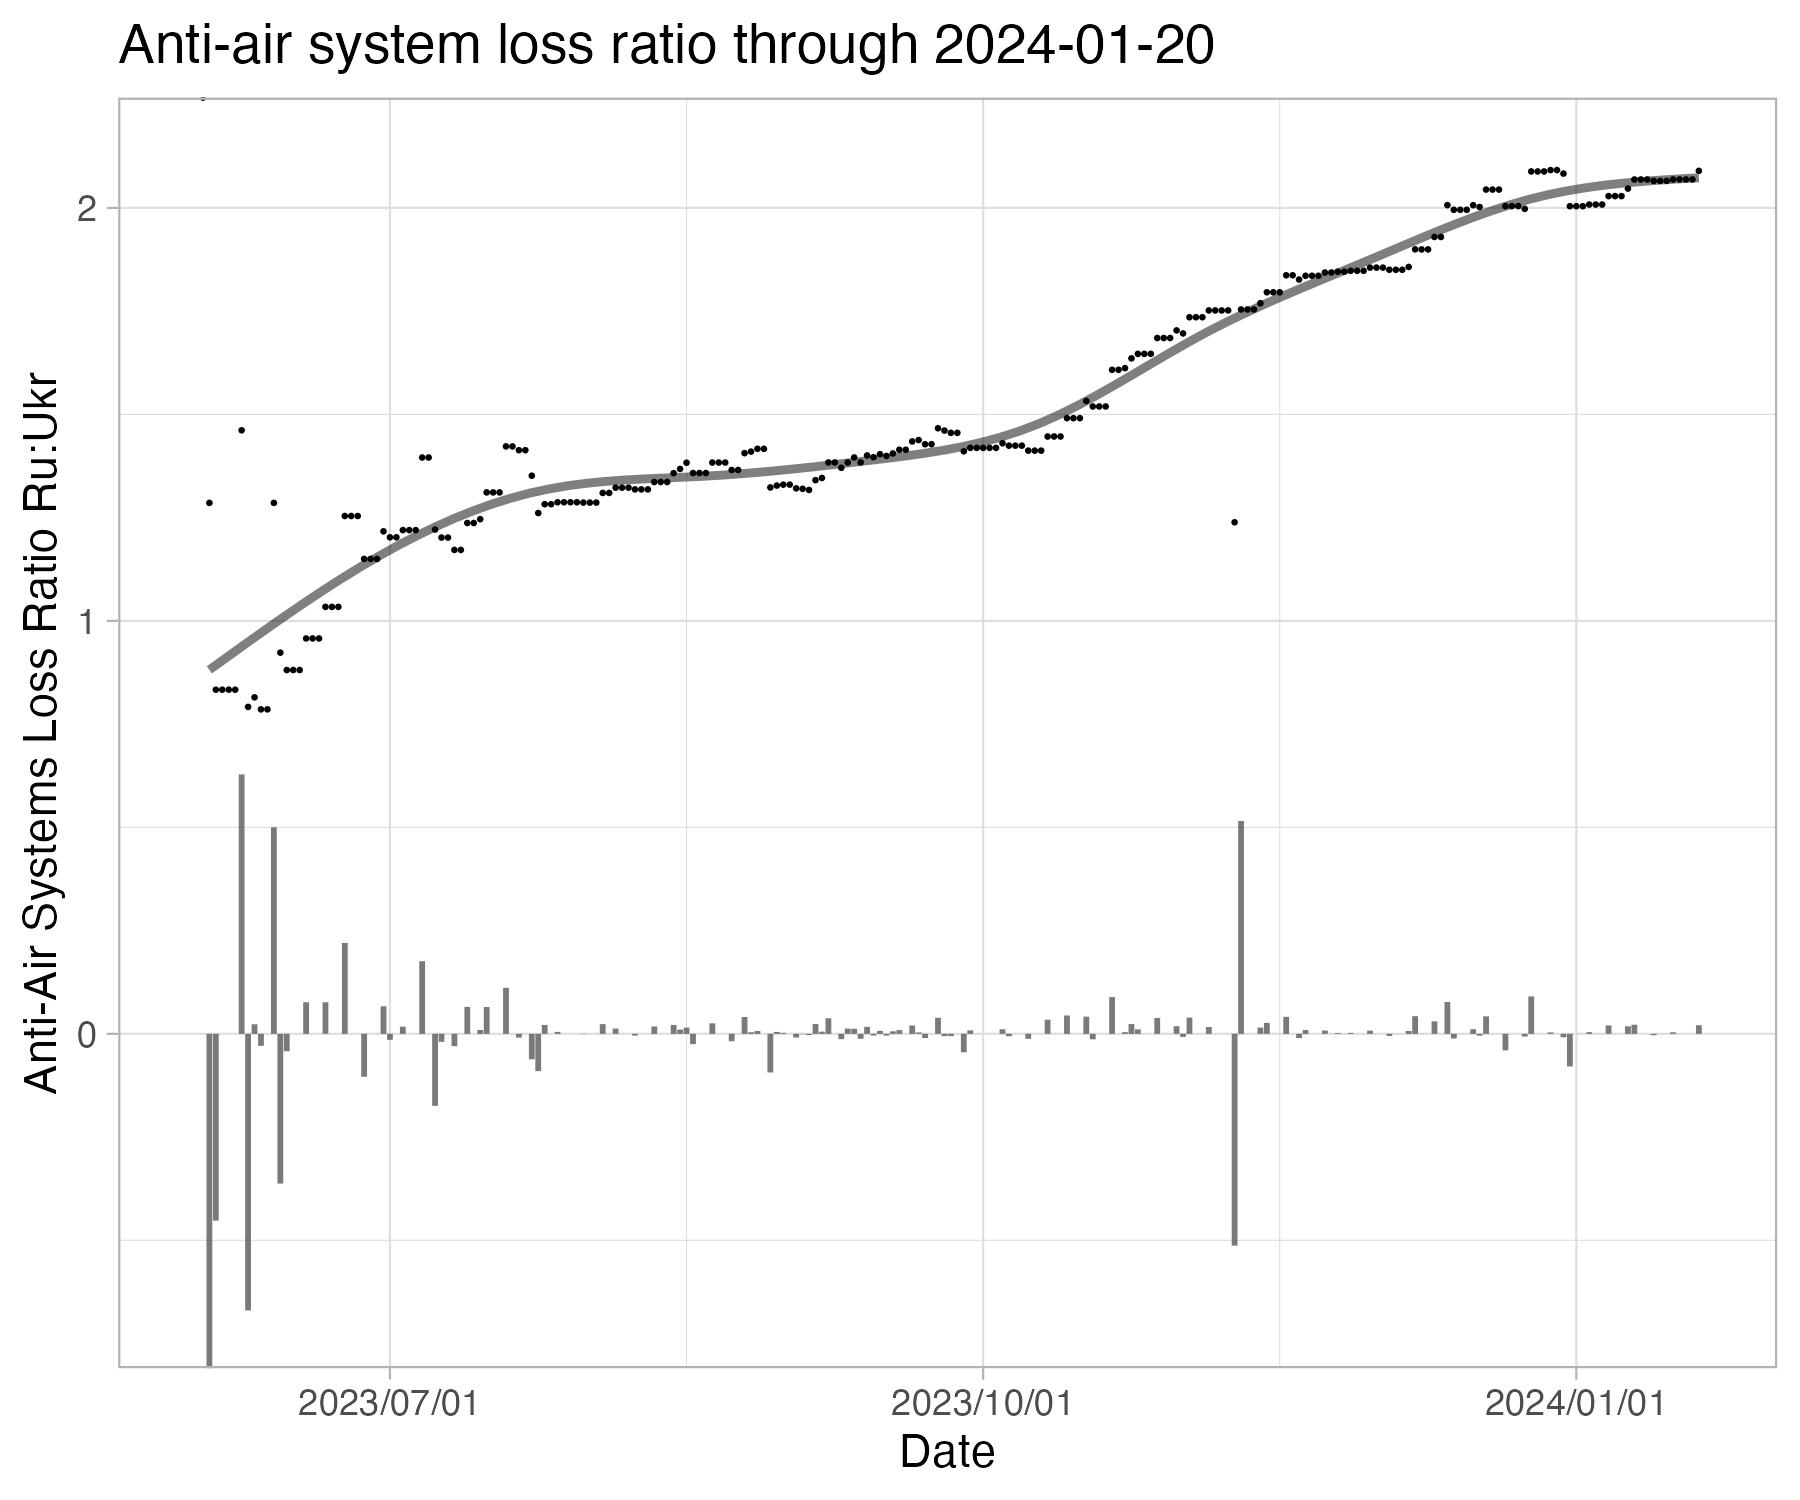 Anti-air system loss ratio through 2024-01-20
Anti-Air Systems Loss Ratio Ru:Ukr
2
1
0
2023/07/01
2023/10/01
2024/01/01
Date